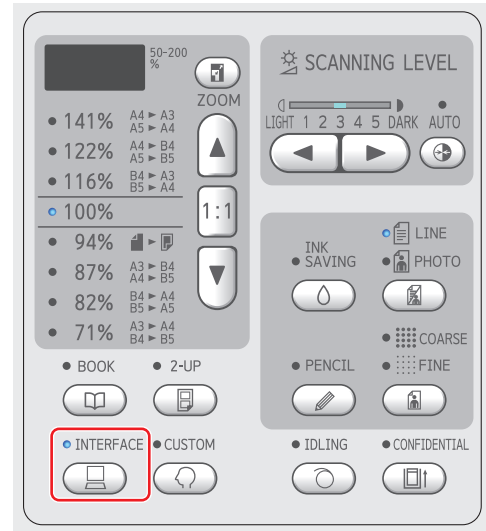 50-200
%
ZOOM
141% A4 ► A3
A5 ► A4
122% A4 ► B4
A5 ► B5
116% B4 ► A3
B5 ► A4
100%
1:1
94%
87% A3 ► B4
A4 ► B5
82% B4 ► A4
B5 ► A5
71% A3 ► A4
B4 ► B5
BOOK
2-UP
INTERFACE
CUSTOM
SCANNING LEVEL
LIGHT 1 2 3 4 5 DARK AUTO
INK
SAVING
LINE
PHOTO
COARSE
PENCIL
FINE
IDLING
CONFIDENTIAL